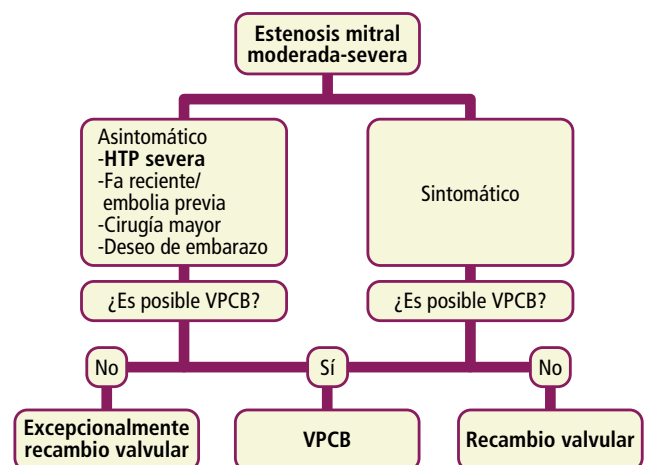 Estenosis mitral
moderada-severa
Asintomático
-HTP severa
-Fa reciente/
embolia previa
-Cirugía mayor
-Deseo de embarazo
Sintomático
¿Es posible VPCB?
¿Es posible VPCB?
No
Sí
No
Excepcionalmente
recambio valvular
VPCB
Recambio valvular